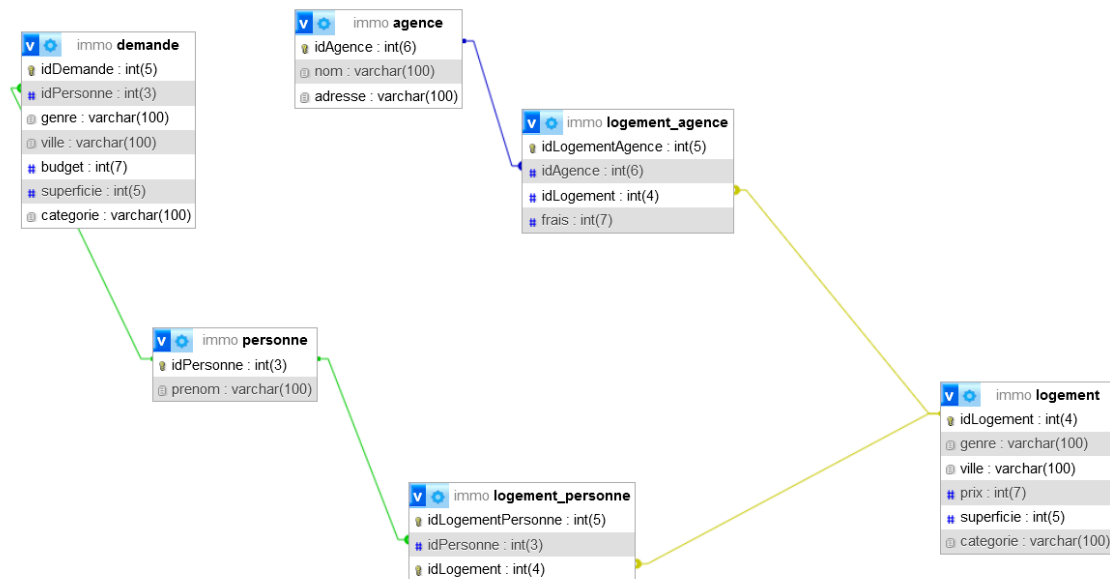 immo demande
idDemande : int(5)
idPersonne : int(3)
genre : varchar(100)
ville : varchar(100)
budget : int(7)
superficie : int(5)
categorie : varchar(100)
immo agence
idAgence : int(6)
nom : varchar(100)
adresse : varchar(100)
immo logement_agence
idLogementAgence : int(5)
idAgence : int(6)
idLogement : int(4)
frais : int(7)
immo personne
idPersonne : int(3)
prenom : varchar(100)
immo logement_personne
idLogementPersonne : int(5)
idPersonne : int(3)
idLogement : int(4)
immo logement
idLogement : int(4)
genre : varchar(100)
ville : varchar(100)
prix : int(7)
superficie : int(5)
categorie : varchar(100)